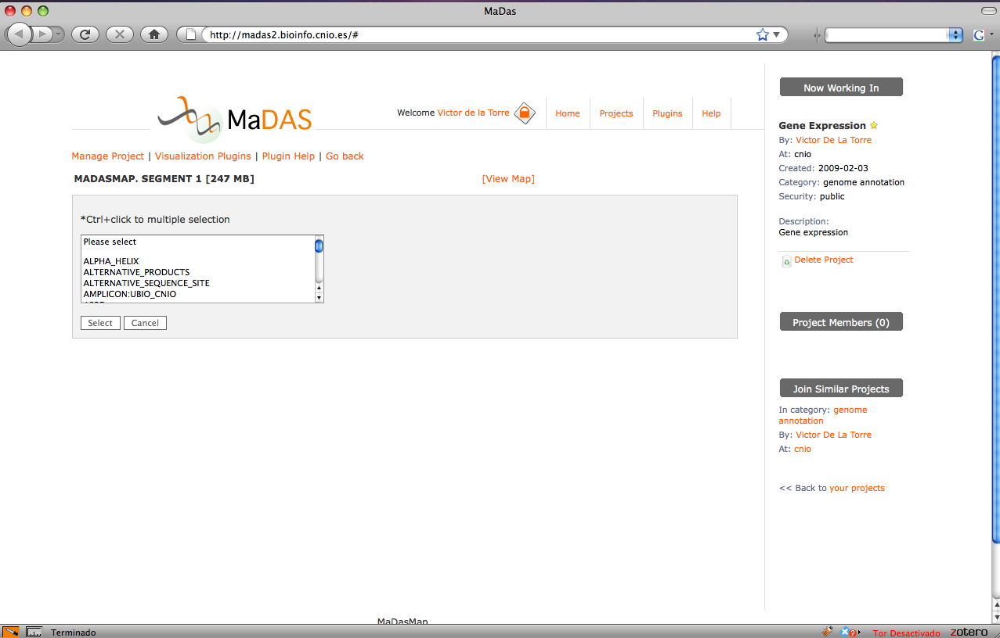 MaDas
http://madas2.bioinfo.cnio.es/#
G
MaDAS
Welcome Victor de la Torre
Home
Projects
Plugins
Help
Manage Project | Visualization Plugins | Plugin Help | Go back
MADASMAP. SEGMENT 1 [247 MB]
[View Map]
*Ctrl+click to multiple selection
Please select
ALPHA_HELIX
ALTERNATIVE_PRODUCTS
ALTERNATIVE_SEQUENCE_SITE
AMPLICON:UBIO_CNIO
Select
Cancel
Now Working In
Gene Expression
By: Victor De La Torre
At: cnio
Created: 2009-02-03
Category: genome annotation
Security: public
Description:
Gene expression
Delete Project
Project Members (0)
Join Similar Projects
In category: genome
annotation
By: Victor De La Torre
At: cnio
<< Back to your projects
MaDasMap
Terminado
Tor Desactivado
zotero